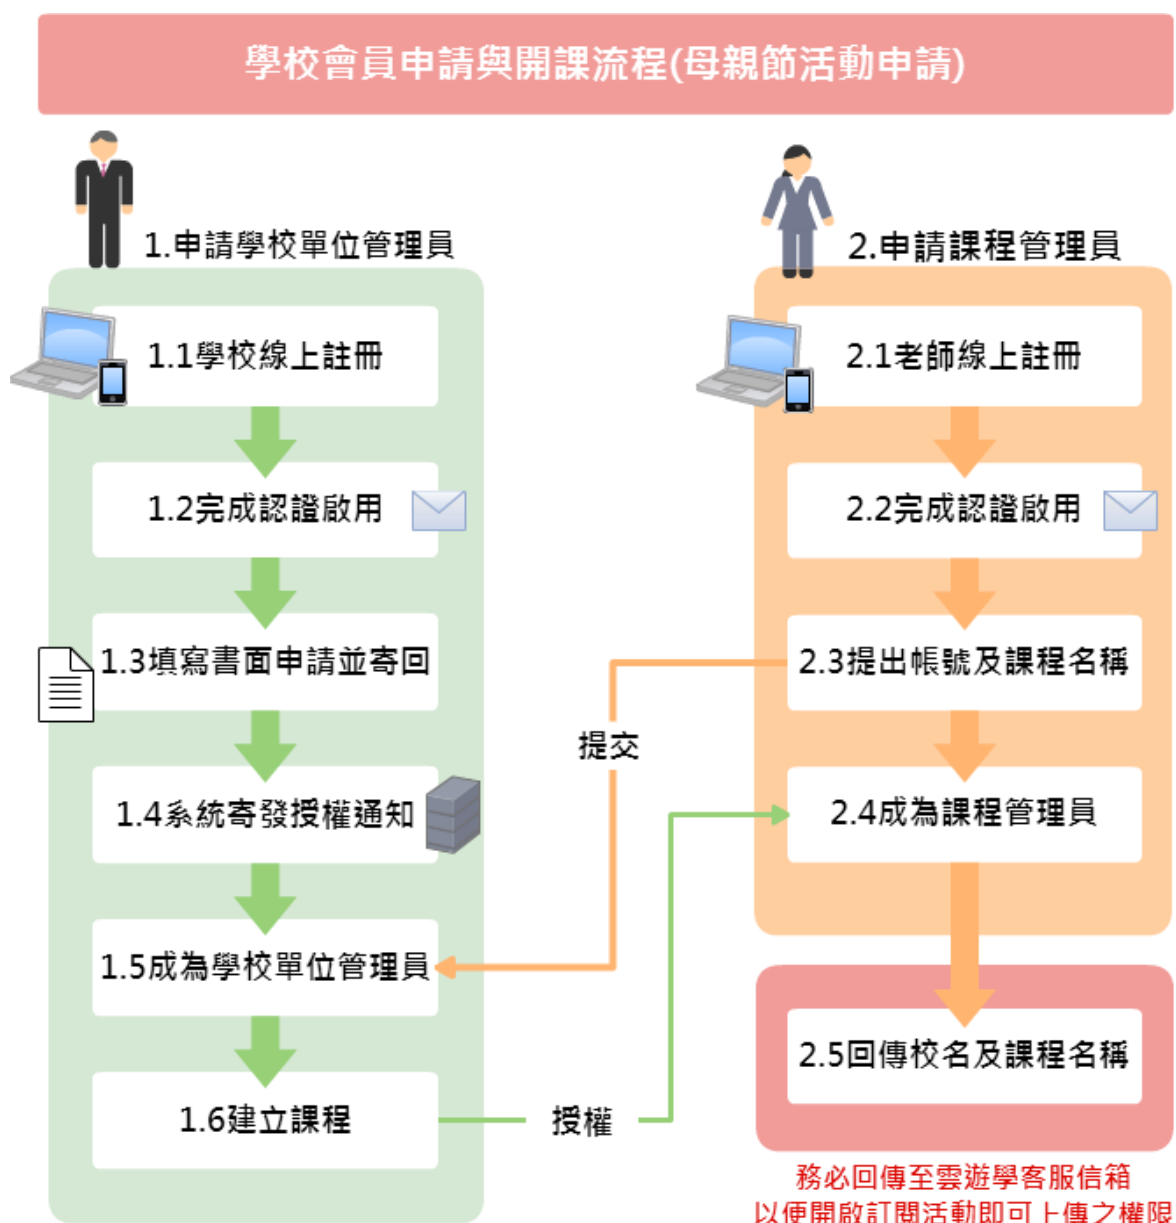 學校會員申請與開課流程(母親節活動申請)
1.申請學校單位管理員
1.1學校線上註冊
1.2完成認證啟用
1.3填寫書面申請並寄回
1.4系統寄發授權通知
1.5成為學校單位管理員
1.6建立課程
提交
授權
2.申請課程管理員
2.1老師線上註冊
2.2完成認證啟用
2.3提出帳號及課程名稱
2.4成為課程管理員
2.5回傳校名及課程名稱
務必回傳至雲遊學客服信箱
以便開啟訂閱活動即可上傳之權限